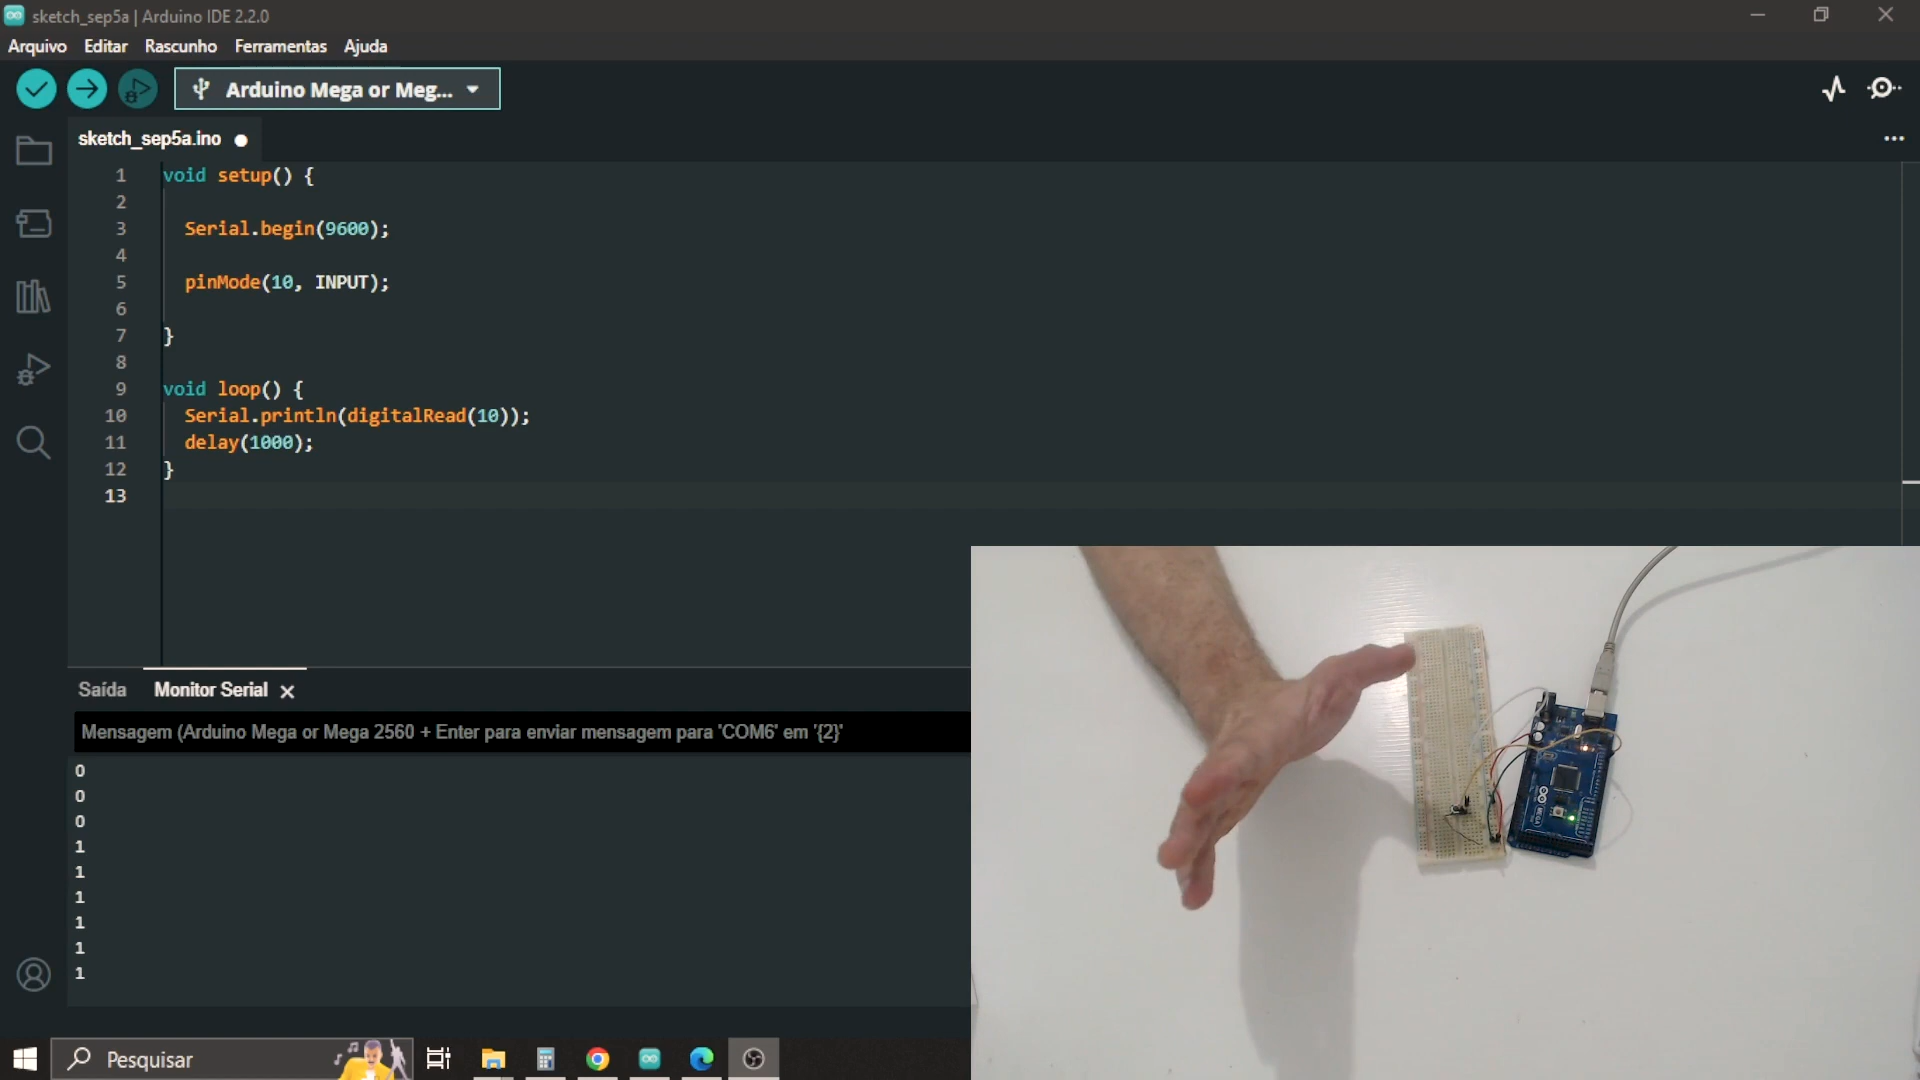 sketch_sep5a | Arduino IDE 2.2.0
Arquivo Editar Rascunho Ferramentas Ajuda
Arduino Mega or Meg...
sketch_sep5a.ino
1 void setup() {
2
3 Serial.begin(9600);
4
5 pinMode(10, INPUT);
6
7 }
8
9 void loop() {
10 Serial.println(digitalRead(10));
11 delay(1000);
12 }
13
Saída Monitor Serial
Mensagem (Arduino Mega or Mega 2560 + Enter para enviar mensagem para 'COM6' em '{2}'
0
0
0
1
1
1
1
1
1
MEGA
Pesquisar